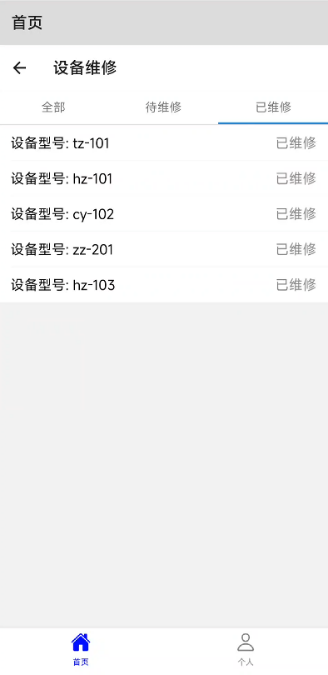 首页
设备维修
全部 待维修 已维修
设备型号: tz-101 已维修
设备型号: hz-101 已维修
设备型号: cy-102 已维修
设备型号: zz-201 已维修
设备型号: hz-103 已维修
首页 个人